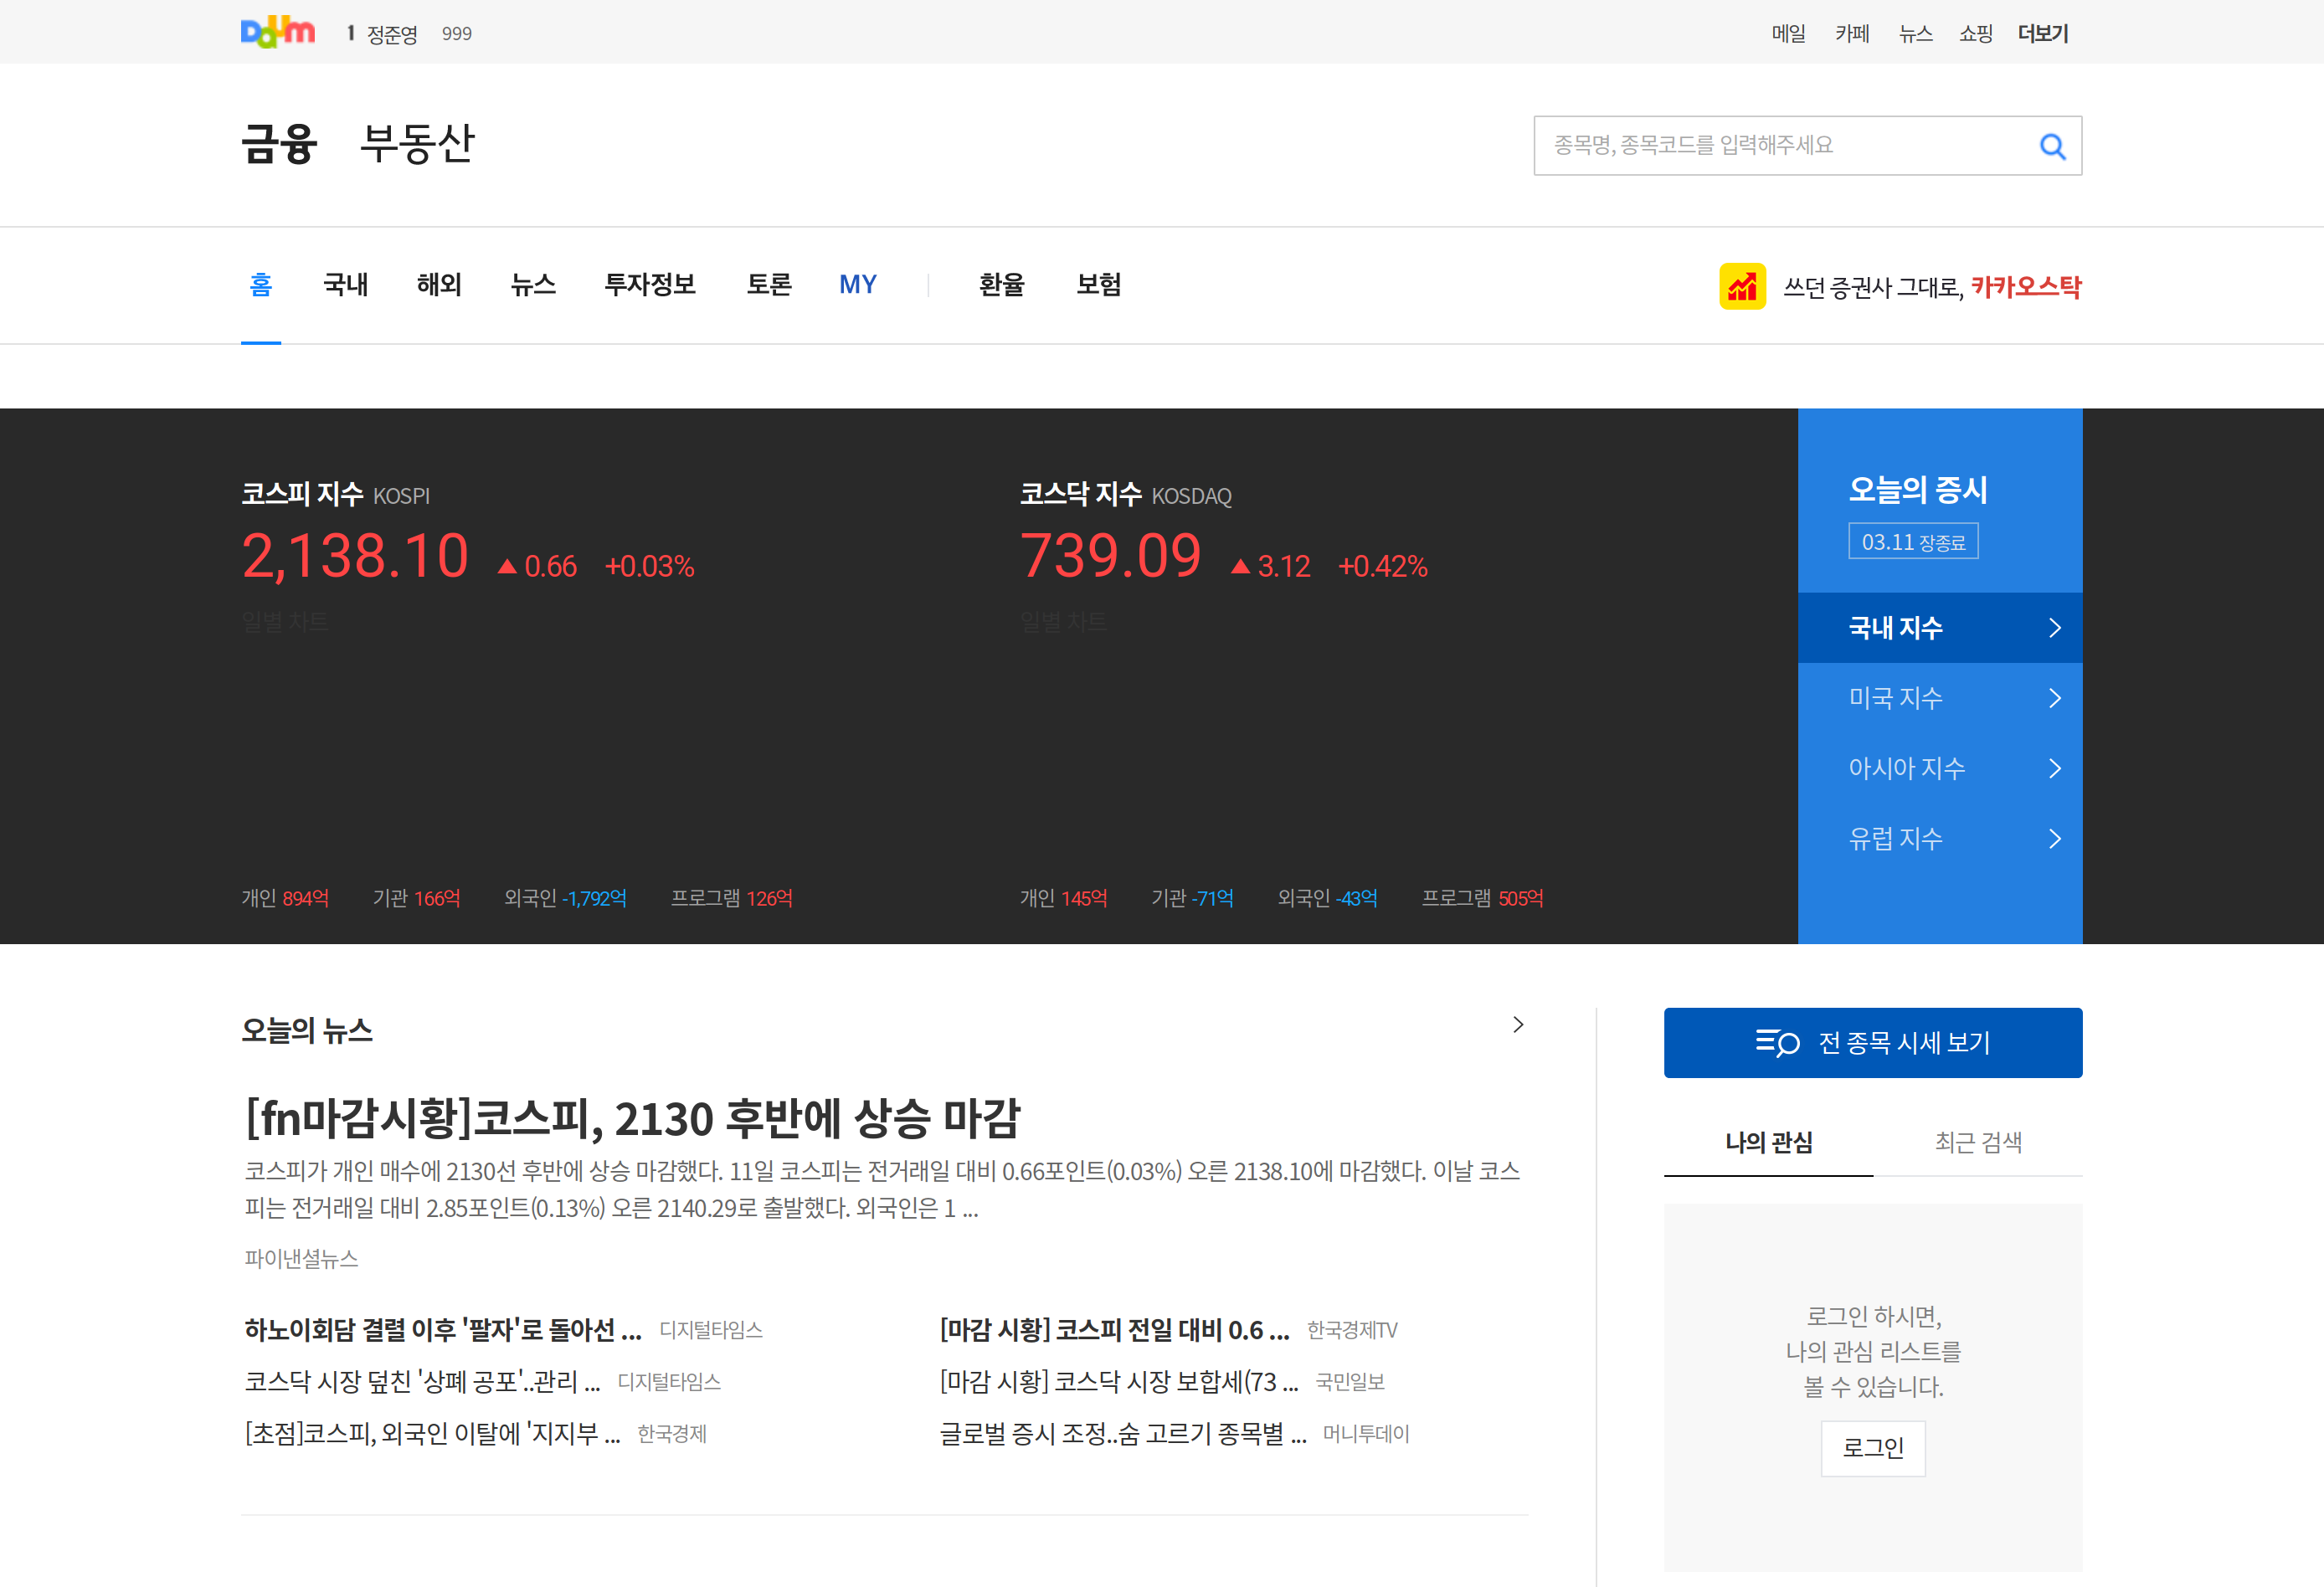 Daum 1 정준영 999 메일 카페 뉴스 쇼핑 더보기
금융 부동산 종목명, 종목코드를 입력해주세요
홈 국내 해외 뉴스 투자정보 토론 MY 환율 보험 쓰던 증권사 그대로, 카카오스탁
코스피 지수 KOSPI
2,138.10 ▲ 0.66 +0.03%
일별 차트
개인 894억 기관 166억 외국인 -1,792억 프로그램 126억
코스닥 지수 KOSDAQ
739.09 ▲ 3.12 +0.42%
일별 차트
개인 145억 기관 -71억 외국인 -43억 프로그램 505억
오늘의 증시
03.11 장종료
국내 지수
미국 지수
아시아 지수
유럽 지수
오늘의 뉴스
[fn마감시황]코스피, 2130 후반에 상승 마감
코스피가 개인 매수에 2130선 후반에 상승 마감했다. 11일 코스피는 전거래일 대비 0.66포인트(0.03%) 오른 2138.10에 마감했다. 이날 코스
피는 전거래일 대비 2.85포인트(0.13%) 오른 2140.29로 출발했다. 외국인은 1 ...
파이낸셜뉴스
하노이회담 결렬 이후 '팔자'로 돌아선 ... 디지털타임스
코스닥 시장 덮친 '상폐 공포'..관리 ... 디지털타임스
[초점]코스피, 외국인 이탈에 '지지부 ... 한국경제
[마감 시황] 코스피 전일 대비 0.6 ... 한국경제TV
[마감 시황] 코스닥 시장 보합세(73 ... 국민일보
글로벌 증시 조정..숨 고르기 종목별 ... 머니투데이
전 종목 시세 보기
나의 관심 최근 검색
로그인 하시면,
나의 관심 리스트를
볼 수 있습니다.
로그인